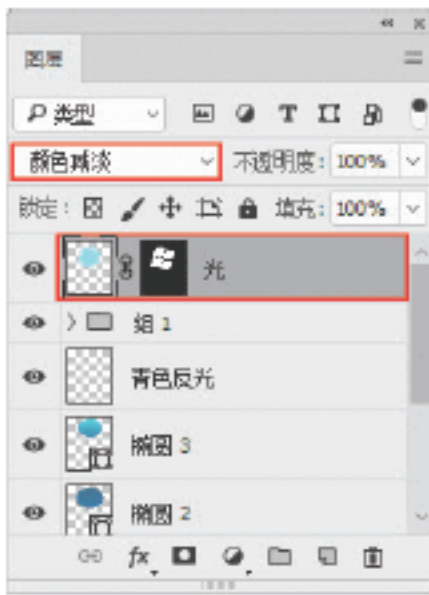 图层
类型
颜色减淡 不透明度: 100%
锁定: 填充: 100%
光
组 1
青色反光
椭圆 3
椭圆 2
fx